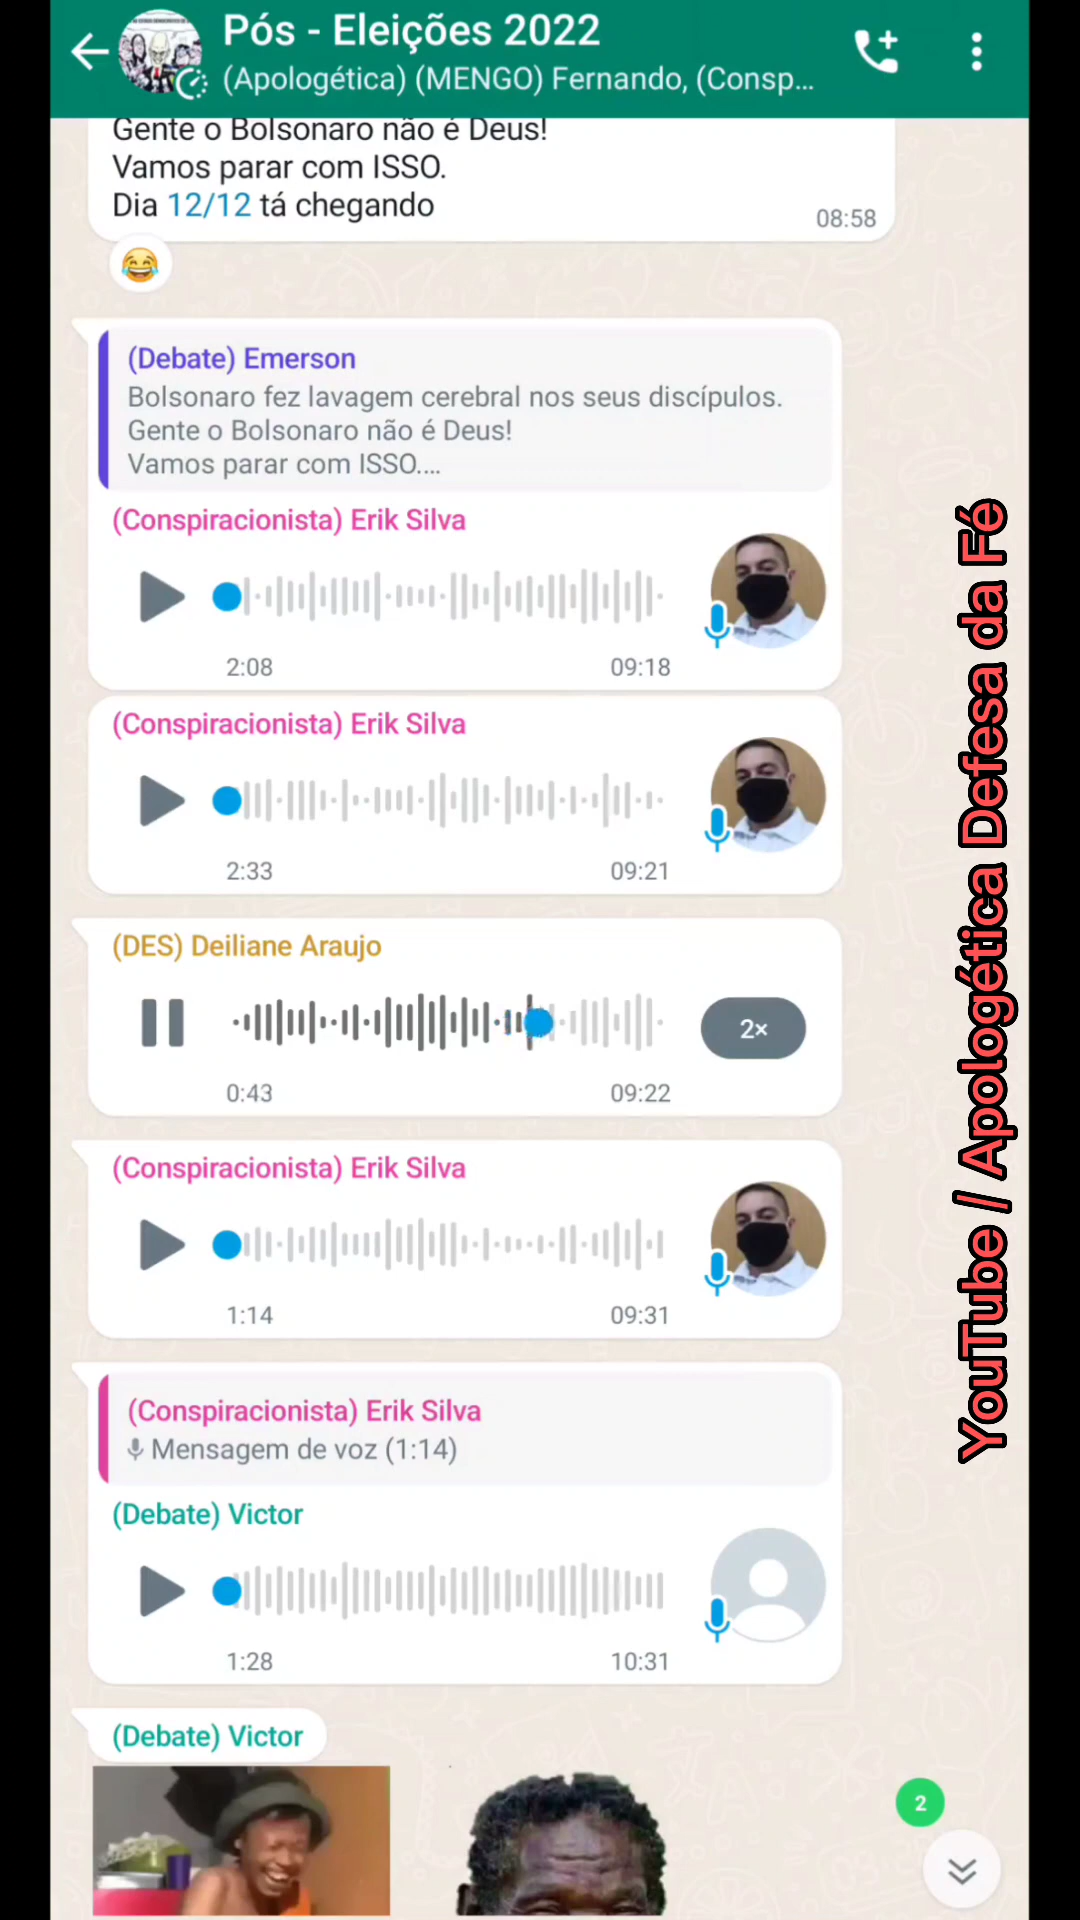 Pós - Eleições 2022
(Apologética) (MENGO) Fernando, (Consp...
Gente o Bolsonaro não é Deus!
Vamos parar com ISSO.
Dia 12/12 tá chegando
08:58
(Debate) Emerson
Bolsonaro fez lavagem cerebral nos seus discípulos.
Gente o Bolsonaro não é Deus!
Vamos parar com ISSO....
(Conspiracionista) Erik Silva
2:08 09:18
(Conspiracionista) Erik Silva
2:33 09:21
(DES) Deiliane Araujo
2×
0:43 09:22
(Conspiracionista) Erik Silva
1:14 09:31
(Conspiracionista) Erik Silva
Mensagem de voz (1:14)
(Debate) Victor
1:28 10:31
(Debate) Victor
2
YouTube / Apologética Defesa da Fé